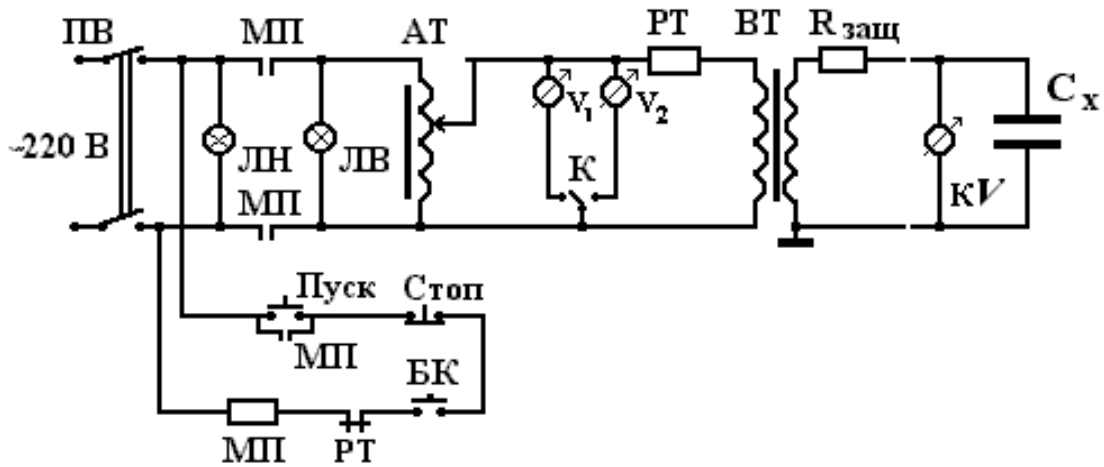 ПВ
МП
АТ
РТ
ВТ
R защ
~220 В
ЛН
ЛВ
V₁
V₂
К
кV
Cₓ
МП
Пуск
Стоп
МП
БК
МП
РТ